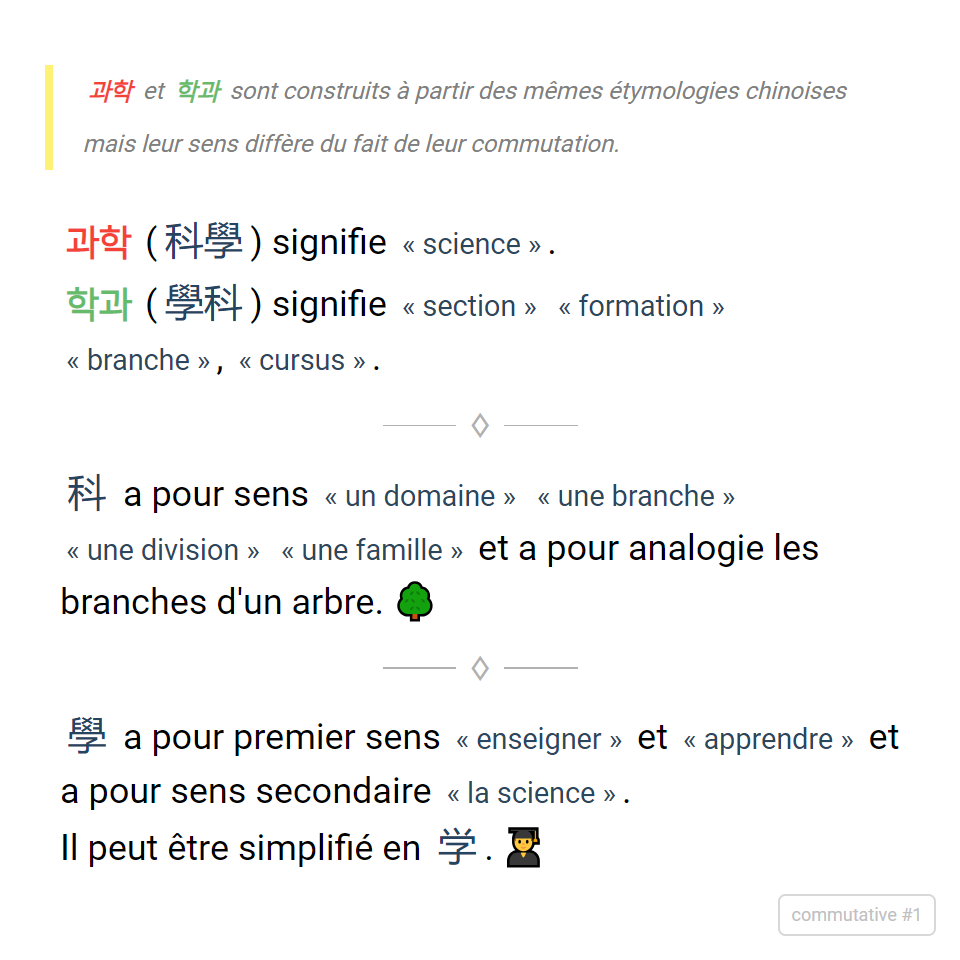 과학 et 학과 sont construits à partir des mêmes étymologies chinoises
mais leur sens diffère du fait de leur commutation.
과학 (科學) signifie « science ».
학과 (學科) signifie « section » « formation »
« branche », « cursus ».
科 a pour sens « un domaine » « une branche »
« une division » « une famille » et a pour analogie les
branches d'un arbre.
學 a pour premier sens « enseigner » et « apprendre » et
a pour sens secondaire « la science ».
Il peut être simplifié en 学.
commutative #1